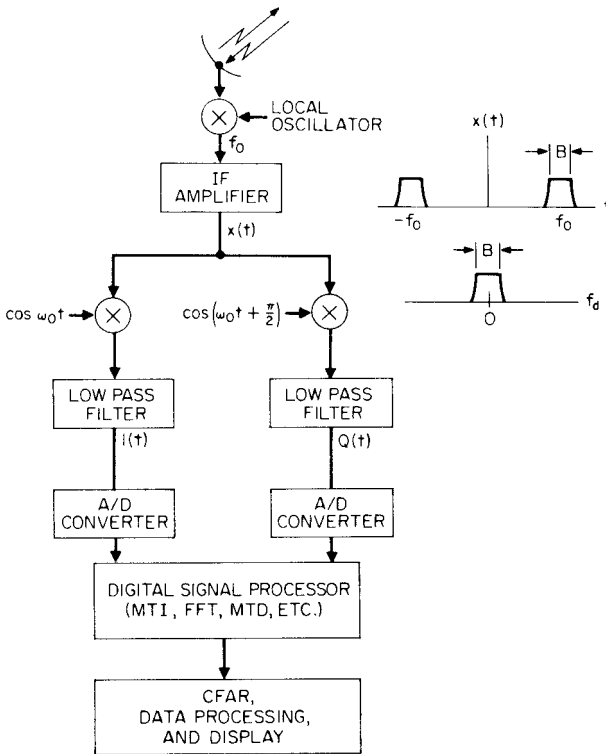 LOCAL
OSCILLATOR
f₀
IF
AMPLIFIER
x(t)
x(t)
B
-f₀
f₀
B
0
f_d
cos ω₀t
cos(ω₀t + π/2)
LOW PASS
FILTER
LOW PASS
FILTER
I(t)
Q(t)
A/D
CONVERTER
A/D
CONVERTER
DIGITAL SIGNAL PROCESSOR
(MTI, FFT, MTD, ETC.)
CFAR,
DATA PROCESSING,
AND DISPLAY